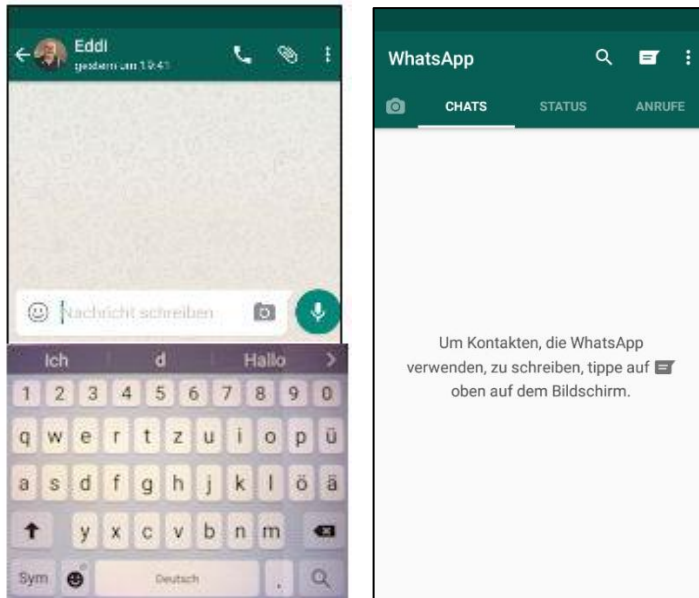 Eddi
gestern um 19:41
Nachricht schreiben
Ich d Hallo >
1 2 3 4 5 6 7 8 9 0
q w e r t z u i o p ü
a s d f g h j k l ö ä
y x c v b n m
Sym Deutsch .
WhatsApp
CHATS STATUS ANRUFE
Um Kontakten, die WhatsApp
verwenden, zu schreiben, tippe auf
oben auf dem Bildschirm.